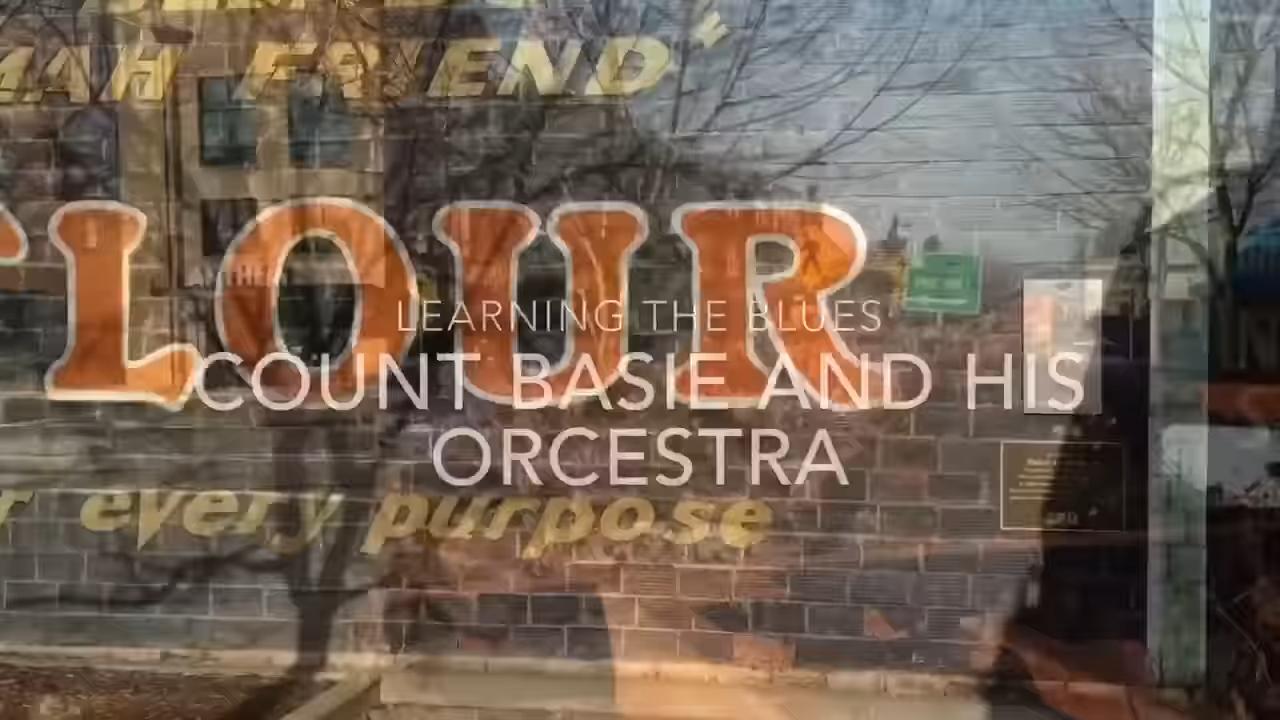 MAH FRIEND"
LOUR
LEARNING THE BLUES
COUNT BASIE AND HIS
ORCESTRA
r every purpose